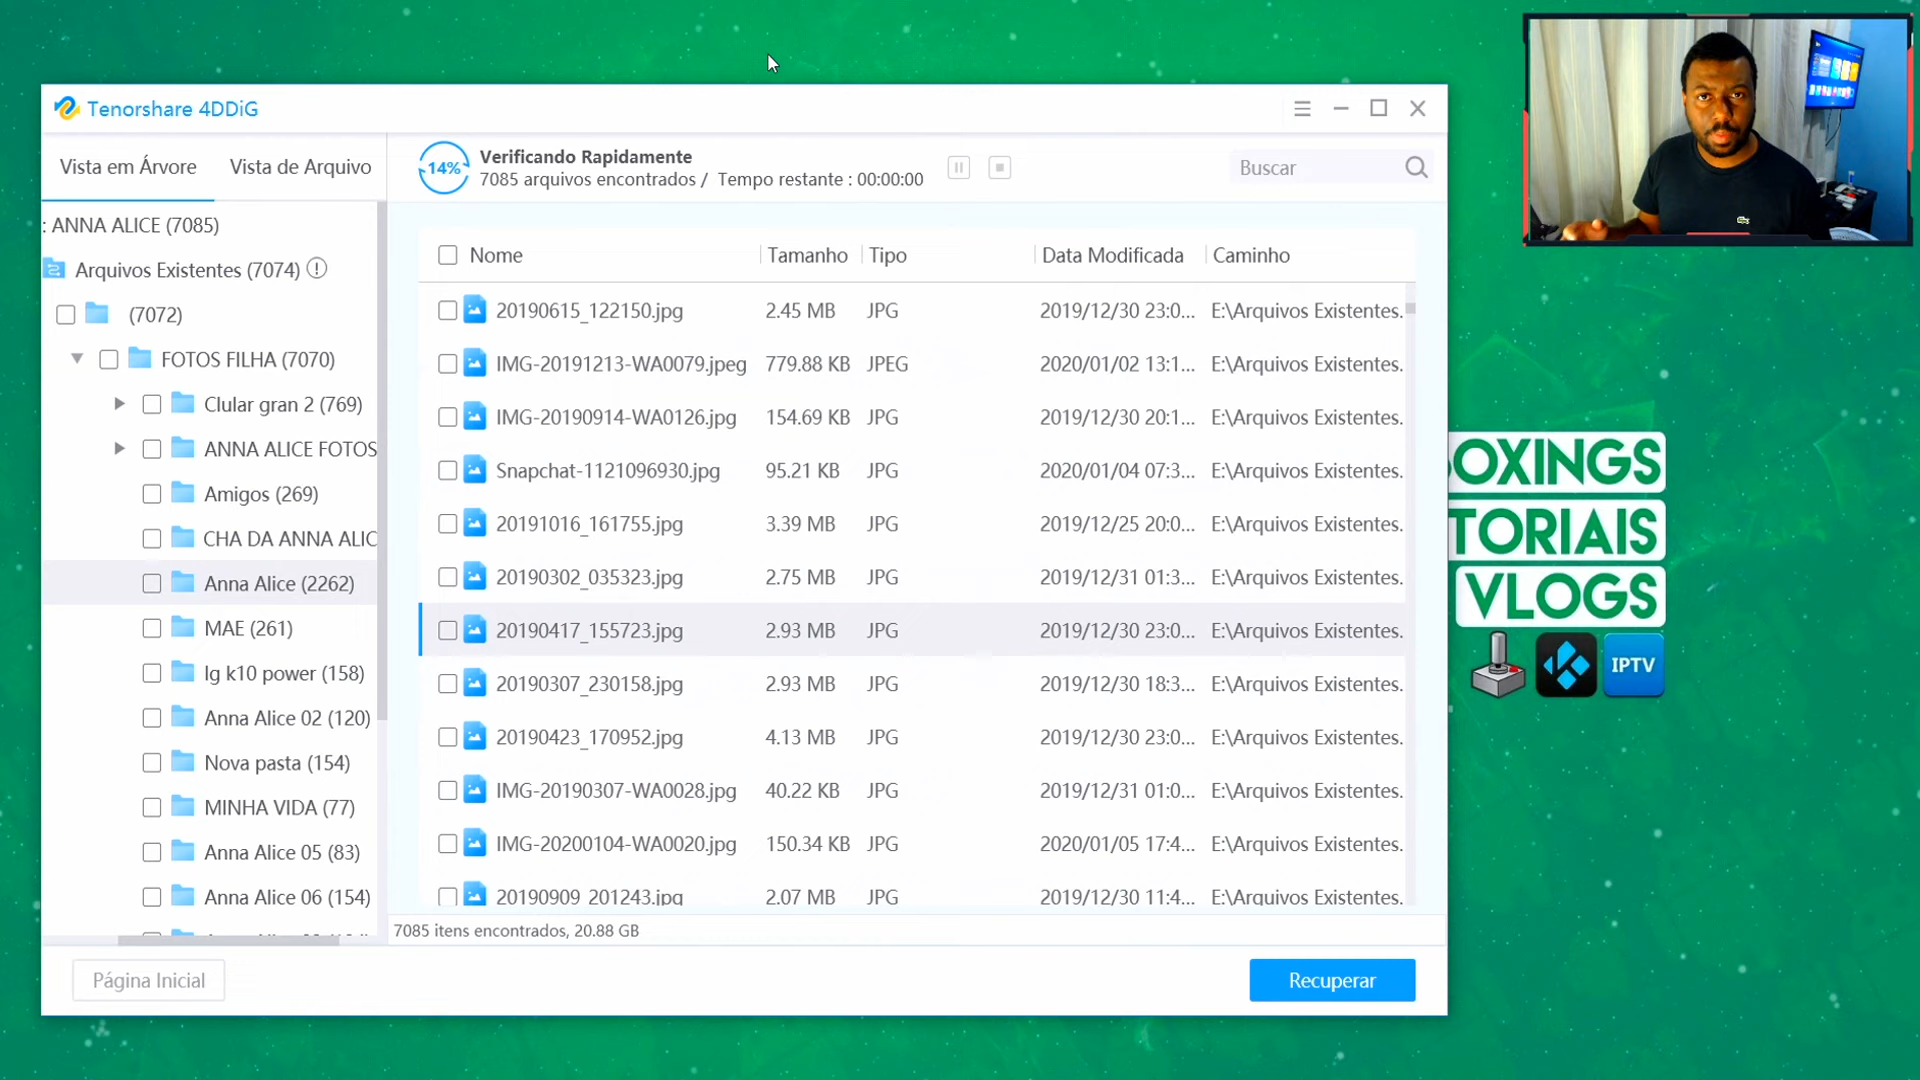 Tenorshare 4DDiG
Vista em Árvore Vista de Arquivo
14%
Verificando Rapidamente
7085 arquivos encontrados / Tempo restante : 00:00:00
Buscar
: ANNA ALICE (7085)
Arquivos Existentes (7074)
(7072)
FOTOS FILHA (7070)
Clular gran 2 (769)
ANNA ALICE FOTOS
Amigos (269)
CHA DA ANNA ALIC
Anna Alice (2262)
MAE (261)
lg k10 power (158)
Anna Alice 02 (120)
Nova pasta (154)
MINHA VIDA (77)
Anna Alice 05 (83)
Anna Alice 06 (154)
Nome Tamanho Tipo Data Modificada Caminho
20190615_122150.jpg 2.45 MB JPG 2019/12/30 23:0... E:\Arquivos Existentes.
IMG-20191213-WA0079.jpeg 779.88 KB JPEG 2020/01/02 13:1... E:\Arquivos Existentes.
IMG-20190914-WA0126.jpg 154.69 KB JPG 2019/12/30 20:1... E:\Arquivos Existentes.
Snapchat-1121096930.jpg 95.21 KB JPG 2020/01/04 07:3... E:\Arquivos Existentes.
20191016_161755.jpg 3.39 MB JPG 2019/12/25 20:0... E:\Arquivos Existentes.
20190302_035323.jpg 2.75 MB JPG 2019/12/31 01:3... E:\Arquivos Existentes.
20190417_155723.jpg 2.93 MB JPG 2019/12/30 23:0... E:\Arquivos Existentes.
20190307_230158.jpg 2.93 MB JPG 2019/12/30 18:3... E:\Arquivos Existentes.
20190423_170952.jpg 4.13 MB JPG 2019/12/30 23:0... E:\Arquivos Existentes.
IMG-20190307-WA0028.jpg 40.22 KB JPG 2019/12/31 01:0... E:\Arquivos Existentes.
IMG-20200104-WA0020.jpg 150.34 KB JPG 2020/01/05 17:4... E:\Arquivos Existentes.
20190909_201243.jpg 2.07 MB JPG 2019/12/30 11:4... E:\Arquivos Existentes.
7085 itens encontrados, 20.88 GB
Página Inicial
Recuperar
OXINGS
TORIAIS
VLOGS
IPTV